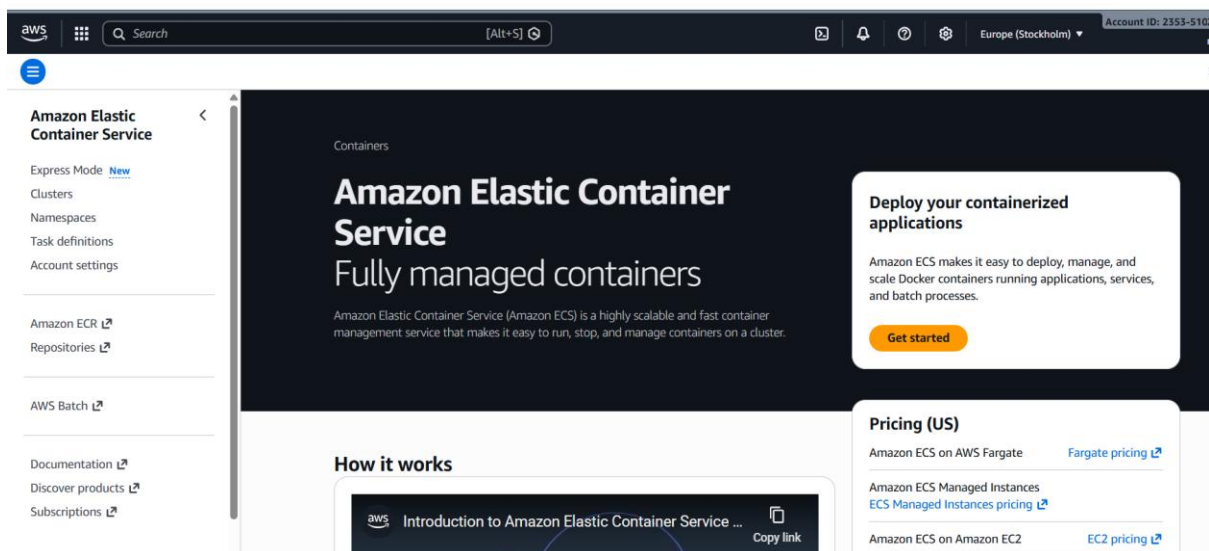 aws
Search
[Alt+S]
Europe (Stockholm)
Account ID: 2353-510
Amazon Elastic
Container Service
Express Mode New
Clusters
Namespaces
Task definitions
Account settings
Amazon ECR
Repositories
AWS Batch
Documentation
Discover products
Subscriptions
Containers
Amazon Elastic Container
Service
Fully managed containers
Amazon Elastic Container Service (Amazon ECS) is a highly scalable and fast container
management service that makes it easy to run, stop, and manage containers on a cluster.
Deploy your containerized
applications
Amazon ECS makes it easy to deploy, manage, and
scale Docker containers running applications, services,
and batch processes.
Get started
Pricing (US)
Amazon ECS on AWS Fargate Fargate pricing
Amazon ECS Managed Instances
ECS Managed Instances pricing
Amazon ECS on Amazon EC2 EC2 pricing
How it works
aws Introduction to Amazon Elastic Container Service ...
Copy link